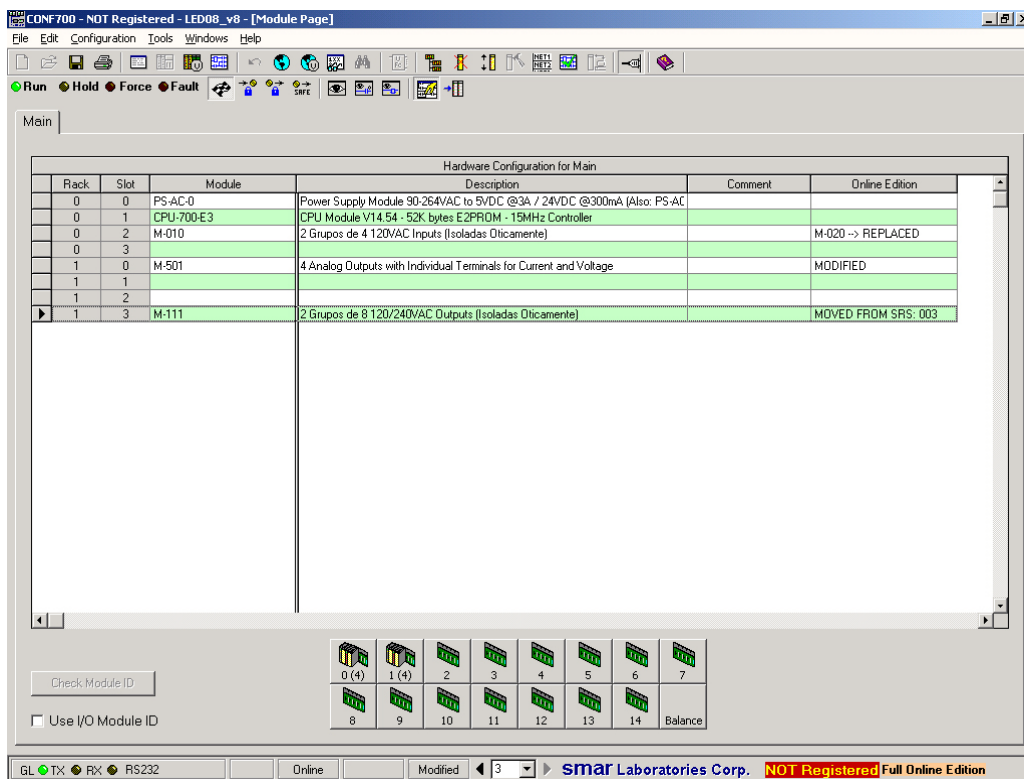 CONF700 - NOT Registered - LED08_v8 - [Module Page]
File Edit Configuration Tools Windows Help
Run Hold Force Fault SAFE
Main
Hardware Configuration for Main
Rack Slot Module Description Comment Online Edition
0 0 PS-AC-0 Power Supply Module 90-264VAC to 5VDC @3A / 24VDC @300mA (Also: PS-AC
0 1 CPU-700-E3 CPU Module V14.54 - 52K bytes E2PROM - 15MHz Controller
0 2 M-010 2 Grupos de 4 120VAC Inputs (Isoladas Oticamente) M-020 --> REPLACED
0 3
1 0 M-501 4 Analog Outputs with Individual Terminals for Current and Voltage MODIFIED
1 1
1 2
1 3 M-111 2 Grupos de 8 120/240VAC Outputs (Isoladas Oticamente) MOVED FROM SRS: 003
0 (4) 1 (4) 2 3 4 5 6 7
Check Module ID
Use I/O Module ID
8 9 10 11 12 13 14 Balance
GL TX RX RS232 Online Modified 3 smar Laboratories Corp. NOT Registered Full Online Edition